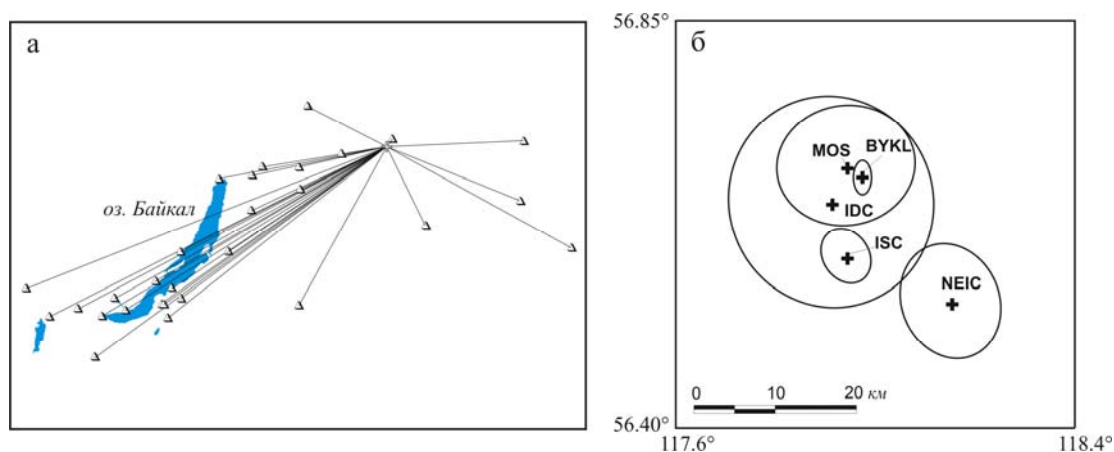 а
оз. Байкал
б
56.85°
MOS
BYKL
IDC
ISC
NEIC
0 10 20 км
56.40°
117.6° 118.4°